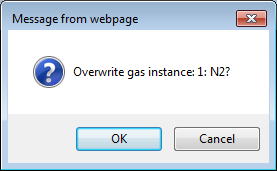 Message from webpage
Overwrite gas instance: 1: N2?
OK
Cancel